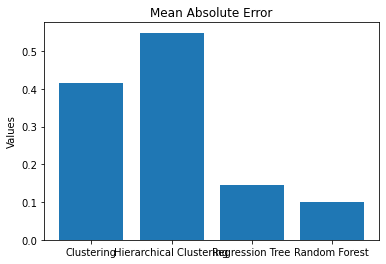 Mean Absolute Error
Values
0.5
0.4
0.3
0.2
0.1
0.0
Clustering
Hierarchical Clustering
Regression Tree
Random Forest